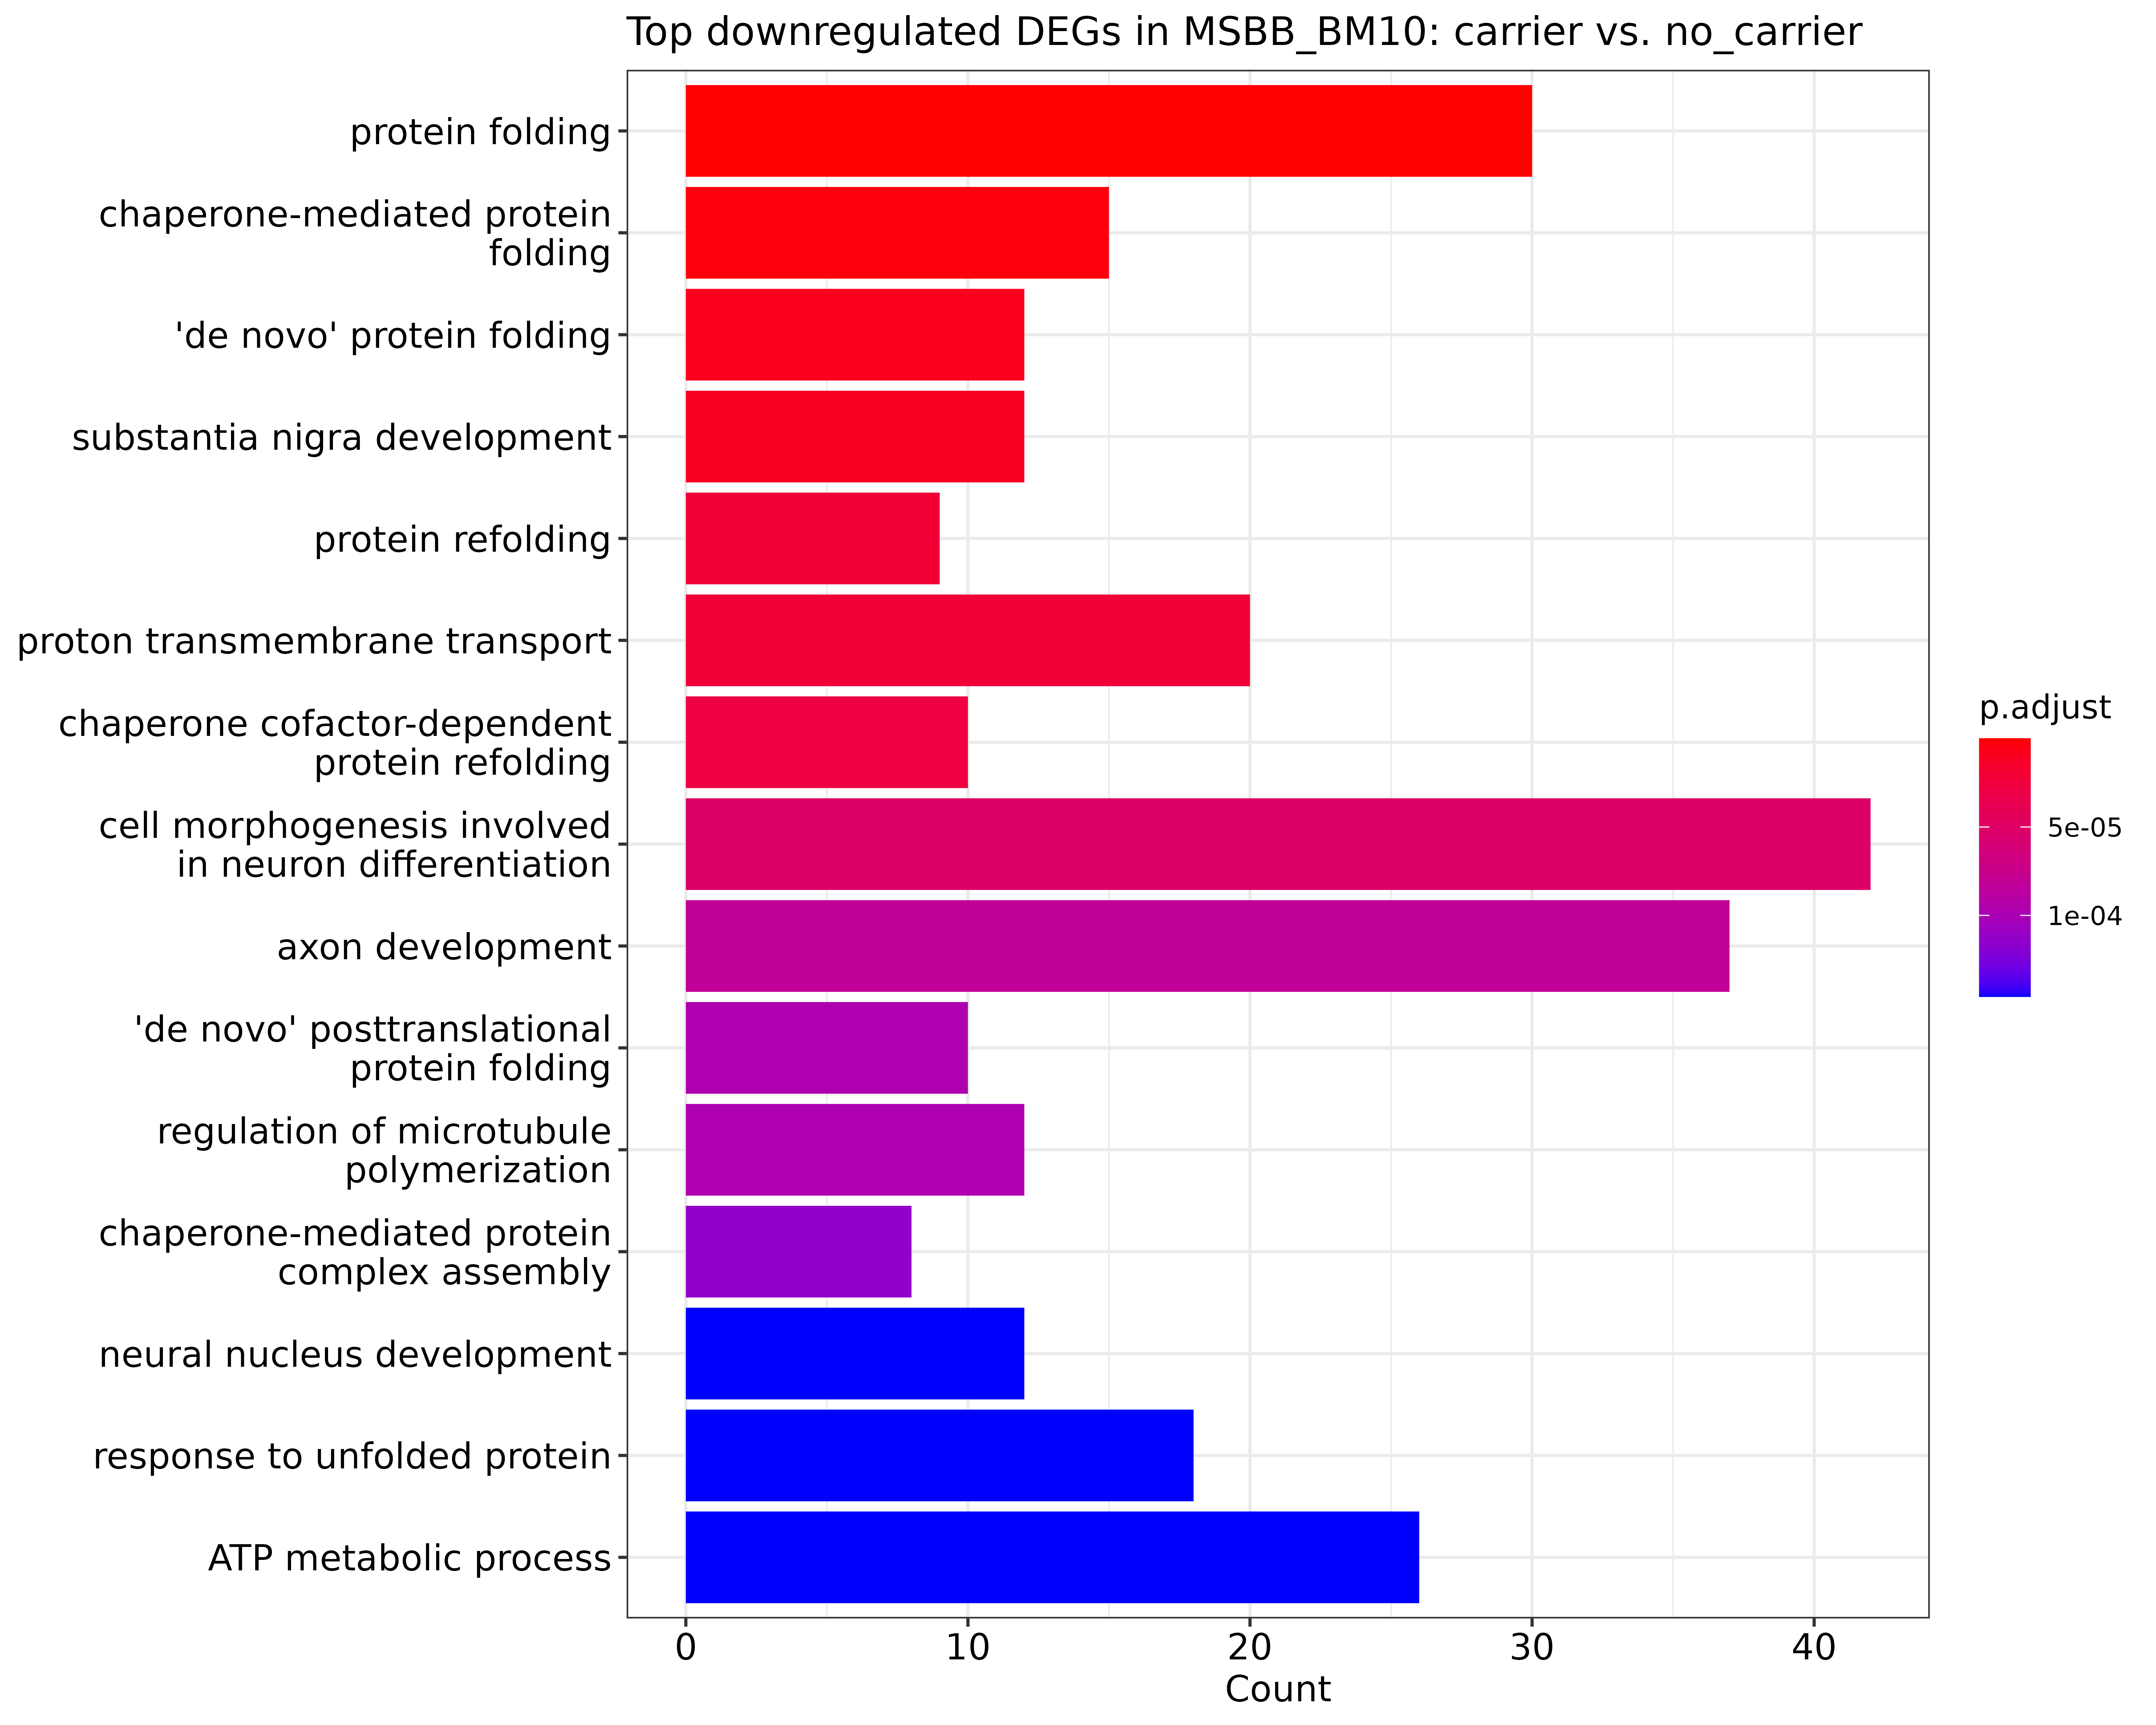 Top downregulated DEGs in MSBB_BM10: carrier vs. no_carrier
protein folding
chaperone-mediated protein
folding
'de novo' protein folding
substantia nigra development
protein refolding
proton transmembrane transport
chaperone cofactor-dependent
protein refolding
cell morphogenesis involved
in neuron differentiation
axon development
'de novo' posttranslational
protein folding
regulation of microtubule
polymerization
chaperone-mediated protein
complex assembly
neural nucleus development
response to unfolded protein
ATP metabolic process
0 10 20 30 40
Count
p.adjust
5e-05
1e-04